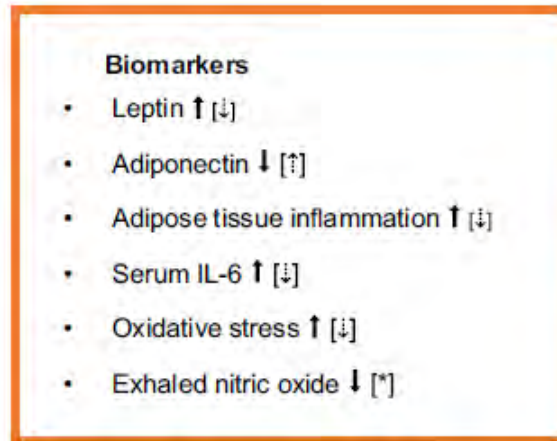 Biomarkers
• Leptin ⬆ [⇣]
• Adiponectin ⬇ [⇡]
• Adipose tissue inflammation ⬆ [⇣]
• Serum IL-6 ⬆ [⇣]
• Oxidative stress ⬆ [⇣]
• Exhaled nitric oxide ⬇ [*]